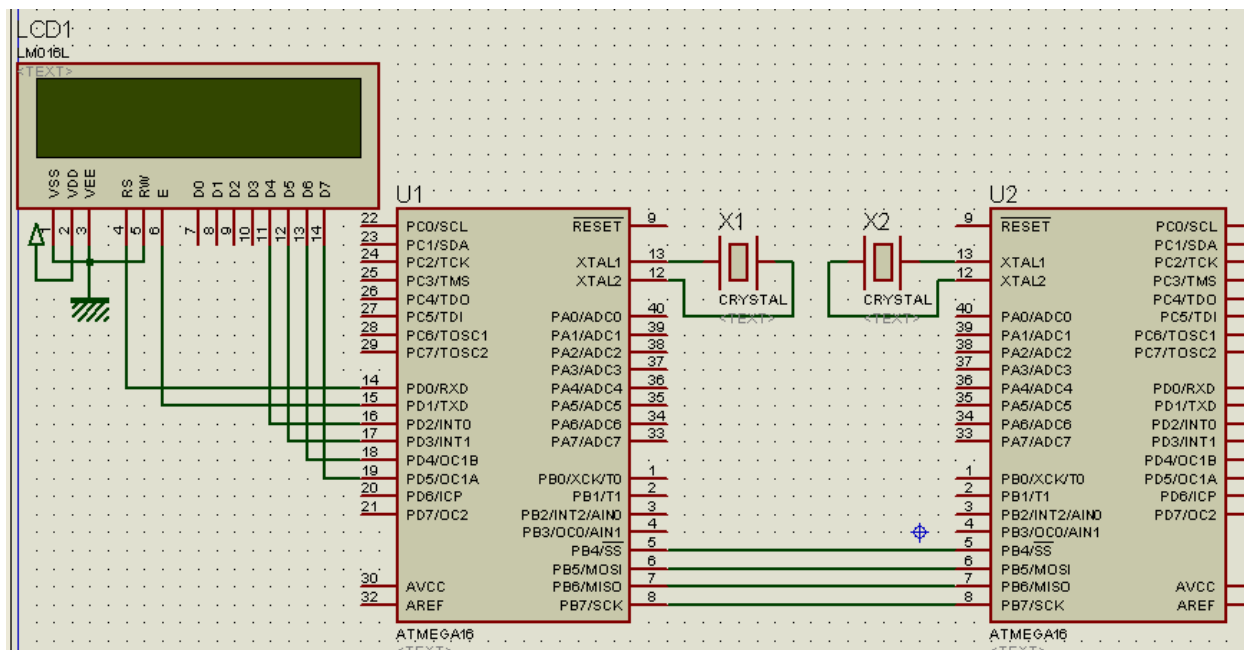 LCD1
LM016L
<TEXT>
VSS VDD VEE RS RW E D0 D1 D2 D3 D4 D5 D6 D7
1 2 3 4 5 6 7 8 9 10 11 12 13 14
U1
22 PC0/SCL RESET 9
23 PC1/SDA
24 PC2/TCK XTAL1 13
25 PC3/TMS XTAL2 12
26 PC4/TDO
27 PC5/TDI PA0/ADC0 40
28 PC6/TOSC1 PA1/ADC1 39
29 PC7/TOSC2 PA2/ADC2 38
PA3/ADC3 37
14 PD0/RXD PA4/ADC4 36
15 PD1/TXD PA5/ADC5 35
16 PD2/INT0 PA6/ADC6 34
17 PD3/INT1 PA7/ADC7 33
18 PD4/OC1B
19 PD5/OC1A PB0/XCK/T0 1
20 PD6/ICP PB1/T1 2
21 PD7/OC2 PB2/INT2/AIN0 3
PB3/OC0/AIN1 4
PB4/SS 5
PB5/MOSI 6
30 AVCC PB6/MISO 7
32 AREF PB7/SCK 8
ATMEGA16
<TEXT>
X1
CRYSTAL
<TEXT>
X2
CRYSTAL
<TEXT>
U2
9 RESET PC0/SCL
PC1/SDA
13 XTAL1 PC2/TCK
12 XTAL2 PC3/TMS
PC4/TDO
40 PA0/ADC0 PC5/TDI
39 PA1/ADC1 PC6/TOSC1
38 PA2/ADC2 PC7/TOSC2
37 PA3/ADC3
36 PA4/ADC4 PD0/RXD
35 PA5/ADC5 PD1/TXD
34 PA6/ADC6 PD2/INT0
33 PA7/ADC7 PD3/INT1
PD4/OC1B
1 PB0/XCK/T0 PD5/OC1A
2 PB1/T1 PD6/ICP
3 PB2/INT2/AIN0 PD7/OC2
4 PB3/OC0/AIN1
5 PB4/SS
6 PB5/MOSI
7 PB6/MISO AVCC
8 PB7/SCK AREF
ATMEGA16
<TEXT>